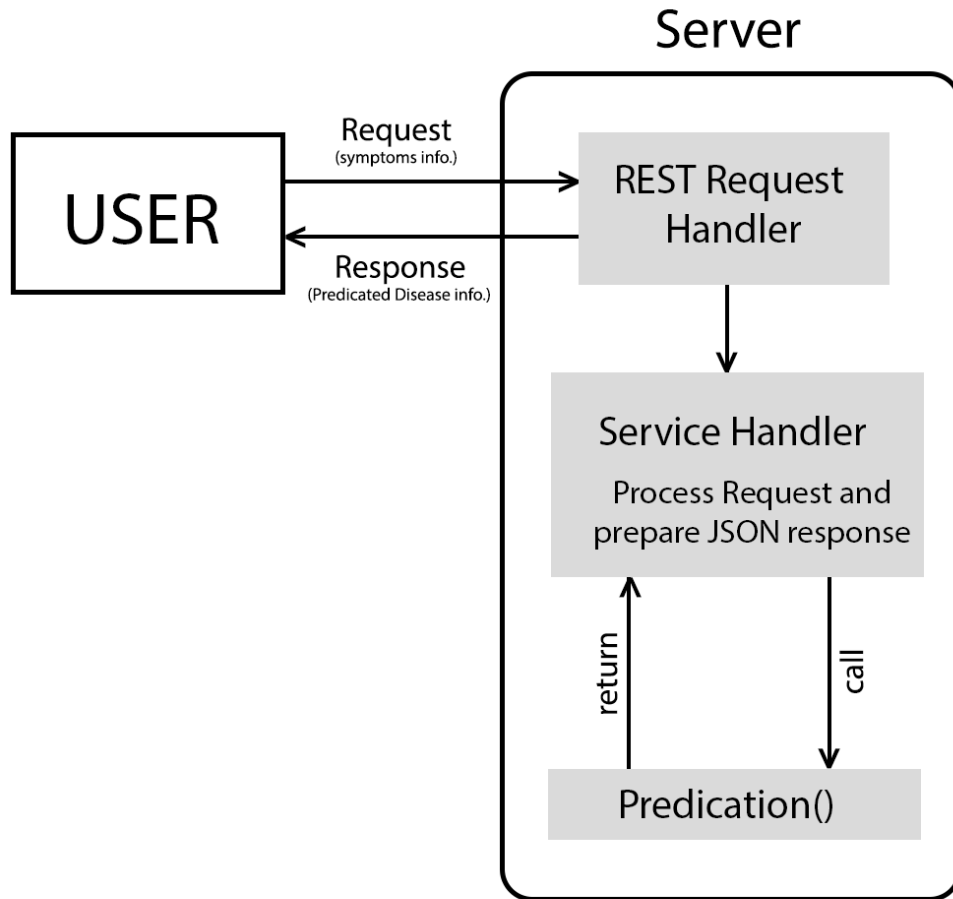 Server
USER
Request
(symptoms info.)
Response
(Predicated Disease info.)
REST Request
Handler
Service Handler
Process Request and
prepare JSON response
return
call
Predication()